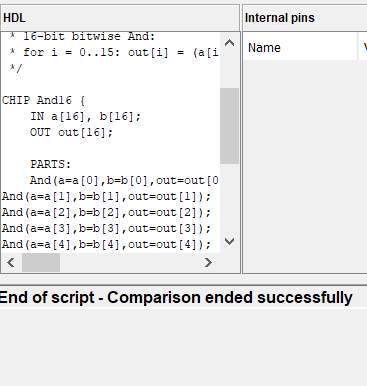 HDL
Internal pins
* 16-bit bitwise And:
* for i = 0..15: out[i] = (a[i
*/
Name
CHIP And16 {
IN a[16], b[16];
OUT out[16];
PARTS:
And(a=a[0],b=b[0],out=out[0
And(a=a[1],b=b[1],out=out[1]);
And(a=a[2],b=b[2],out=out[2]);
And(a=a[3],b=b[3],out=out[3]);
And(a=a[4],b=b[4],out=out[4]);
End of script - Comparison ended successfully